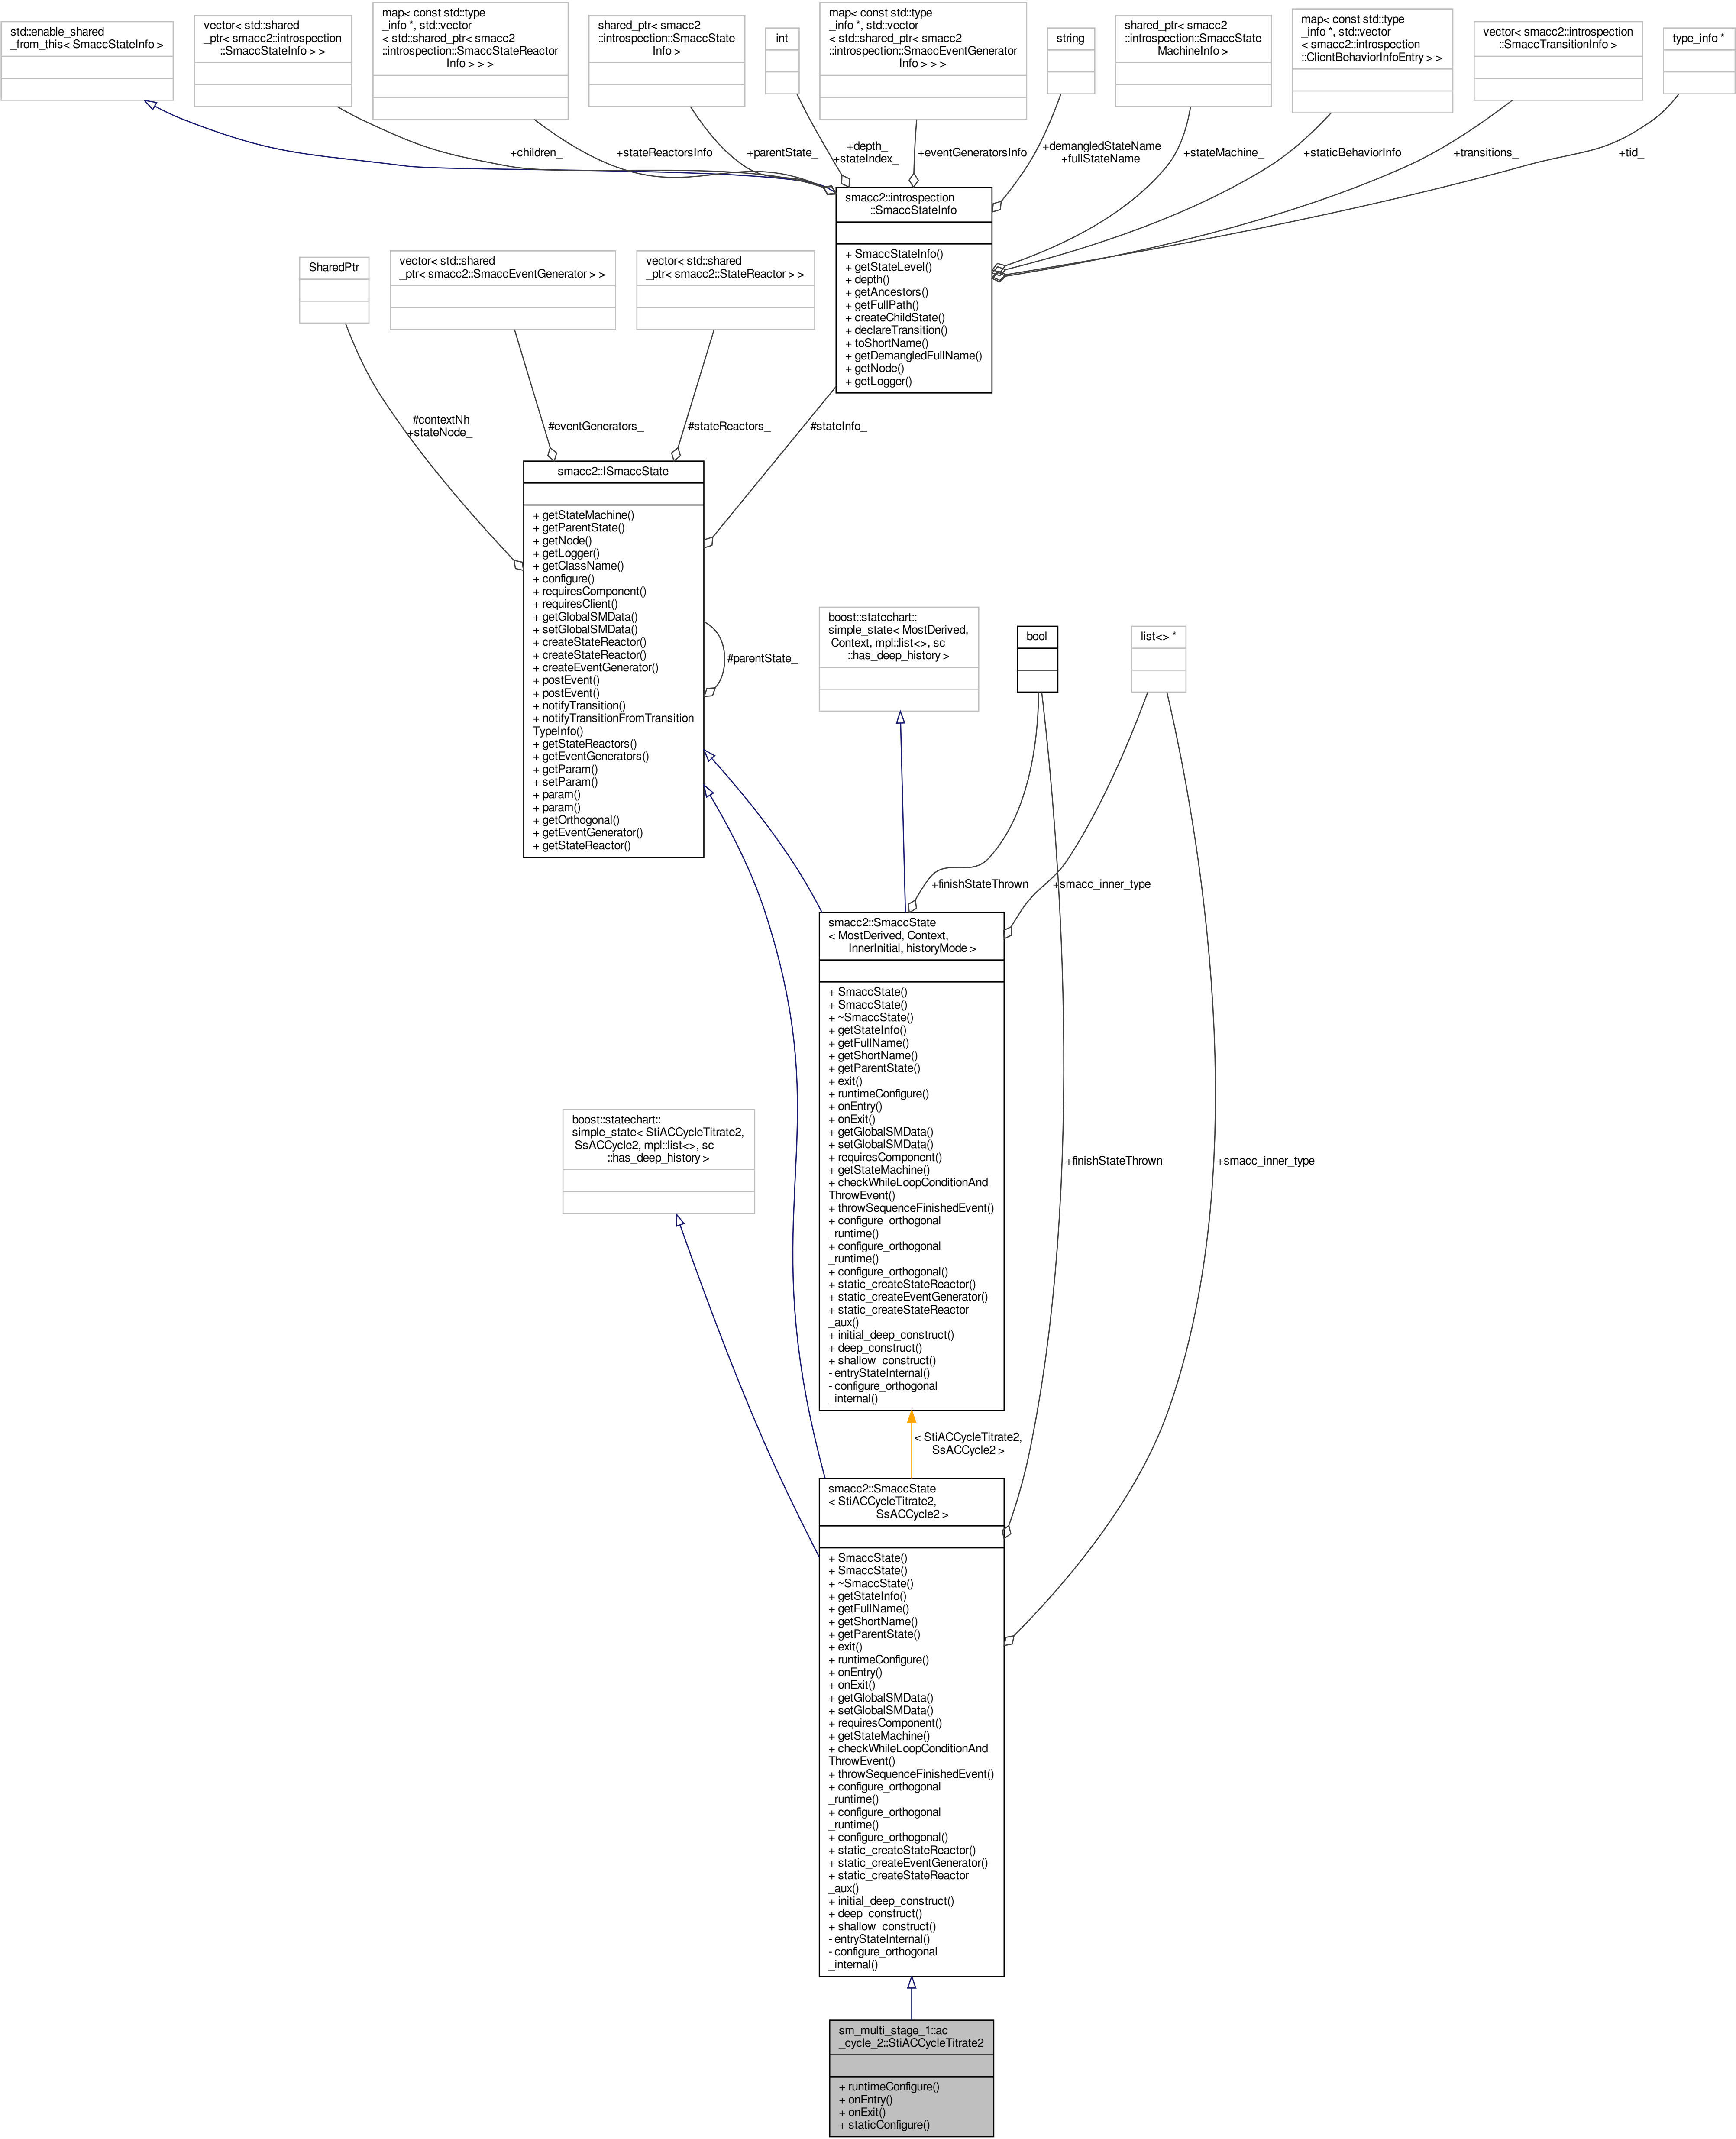 std::enable_shared
_from_this< SmaccStateInfo >
vector< std::shared
_ptr< smacc2::introspection
::SmaccStateInfo > >
map< const std::type
_info *, std::vector
< std::shared_ptr< smacc2
::introspection::SmaccStateReactor
Info > > >
shared_ptr< smacc2
::introspection::SmaccState
Info >
int
map< const std::type
_info *, std::vector
< std::shared_ptr< smacc2
::introspection::SmaccEventGenerator
Info > > >
string
shared_ptr< smacc2
::introspection::SmaccState
MachineInfo >
map< const std::type
_info *, std::vector
< smacc2::introspection
::ClientBehaviorInfoEntry > >
vector< smacc2::introspection
::SmaccTransitionInfo >
type_info *
+children_
+stateReactorsInfo
+parentState_
+depth_
+stateIndex_
+eventGeneratorsInfo
+demangledStateName
+fullStateName
+stateMachine_
+staticBehaviorInfo
+transitions_
+tid_
smacc2::introspection
::SmaccStateInfo
+ SmaccStateInfo()
+ getStateLevel()
+ depth()
+ getAncestors()
+ getFullPath()
+ createChildState()
+ declareTransition()
+ toShortName()
+ getDemangledFullName()
+ getNode()
+ getLogger()
SharedPtr
vector< std::shared
_ptr< smacc2::SmaccEventGenerator > >
vector< std::shared
_ptr< smacc2::StateReactor > >
#contextNh
+stateNode_
#eventGenerators_
#stateReactors_
#stateInfo_
smacc2::ISmaccState
+ getStateMachine()
+ getParentState()
+ getNode()
+ getLogger()
+ getClassName()
+ configure()
+ requiresComponent()
+ requiresClient()
+ getGlobalSMData()
+ setGlobalSMData()
+ createStateReactor()
+ createStateReactor()
+ createEventGenerator()
+ postEvent()
+ postEvent()
+ notifyTransition()
+ notifyTransitionFromTransition
TypeInfo()
+ getStateReactors()
+ getEventGenerators()
+ getParam()
+ setParam()
+ param()
+ param()
+ getOrthogonal()
+ getEventGenerator()
+ getStateReactor()
#parentState_
boost::statechart::
simple_state< MostDerived,
Context, mpl::list<>, sc
::has_deep_history >
bool
list<> *
+finishStateThrown
+smacc_inner_type
smacc2::SmaccState
< MostDerived, Context,
InnerInitial, historyMode >
+ SmaccState()
+ SmaccState()
+ ~SmaccState()
+ getStateInfo()
+ getFullName()
+ getShortName()
+ getParentState()
+ exit()
+ runtimeConfigure()
+ onEntry()
+ onExit()
+ getGlobalSMData()
+ setGlobalSMData()
+ requiresComponent()
+ getStateMachine()
+ checkWhileLoopConditionAnd
ThrowEvent()
+ throwSequenceFinishedEvent()
+ configure_orthogonal
_runtime()
+ configure_orthogonal
_runtime()
+ configure_orthogonal()
+ static_createStateReactor()
+ static_createEventGenerator()
+ static_createStateReactor
_aux()
+ initial_deep_construct()
+ deep_construct()
+ shallow_construct()
- entryStateInternal()
- configure_orthogonal
_internal()
boost::statechart::
simple_state< StiACCycleTitrate2,
SsACCycle2, mpl::list<>, sc
::has_deep_history >
+finishStateThrown
+smacc_inner_type
< StiACCycleTitrate2,
SsACCycle2 >
smacc2::SmaccState
< StiACCycleTitrate2,
SsACCycle2 >
+ SmaccState()
+ SmaccState()
+ ~SmaccState()
+ getStateInfo()
+ getFullName()
+ getShortName()
+ getParentState()
+ exit()
+ runtimeConfigure()
+ onEntry()
+ onExit()
+ getGlobalSMData()
+ setGlobalSMData()
+ requiresComponent()
+ getStateMachine()
+ checkWhileLoopConditionAnd
ThrowEvent()
+ throwSequenceFinishedEvent()
+ configure_orthogonal
_runtime()
+ configure_orthogonal
_runtime()
+ configure_orthogonal()
+ static_createStateReactor()
+ static_createEventGenerator()
+ static_createStateReactor
_aux()
+ initial_deep_construct()
+ deep_construct()
+ shallow_construct()
- entryStateInternal()
- configure_orthogonal
_internal()
sm_multi_stage_1::ac
_cycle_2::StiACCycleTitrate2
+ runtimeConfigure()
+ onEntry()
+ onExit()
+ staticConfigure()